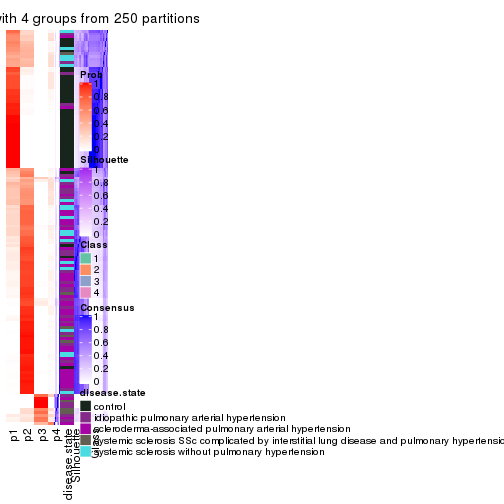 with 4 groups from 250 partitions
Prob
1
0.8
0.6
0.4
0.2
0
Silhouette
1
0.8
0.6
0.4
0.2
0
Class
1
2
3
4
Consensus
1
0.8
0.6
0.4
0.2
0
disease.state
control
idiopathic pulmonary arterial hypertension
scleroderma-associated pulmonary arterial hypertension
systemic sclerosis SSc complicated by interstitial lung disease and pulmonary hypertension
systemic sclerosis without pulmonary hypertension
p1
p2
p3
p4
disease.state
Silhouette